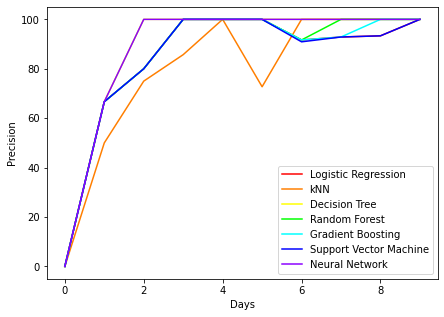 100
80
60
40
20
0
Precision
0 2 4 6 8
Days
Logistic Regression
kNN
Decision Tree
Random Forest
Gradient Boosting
Support Vector Machine
Neural Network